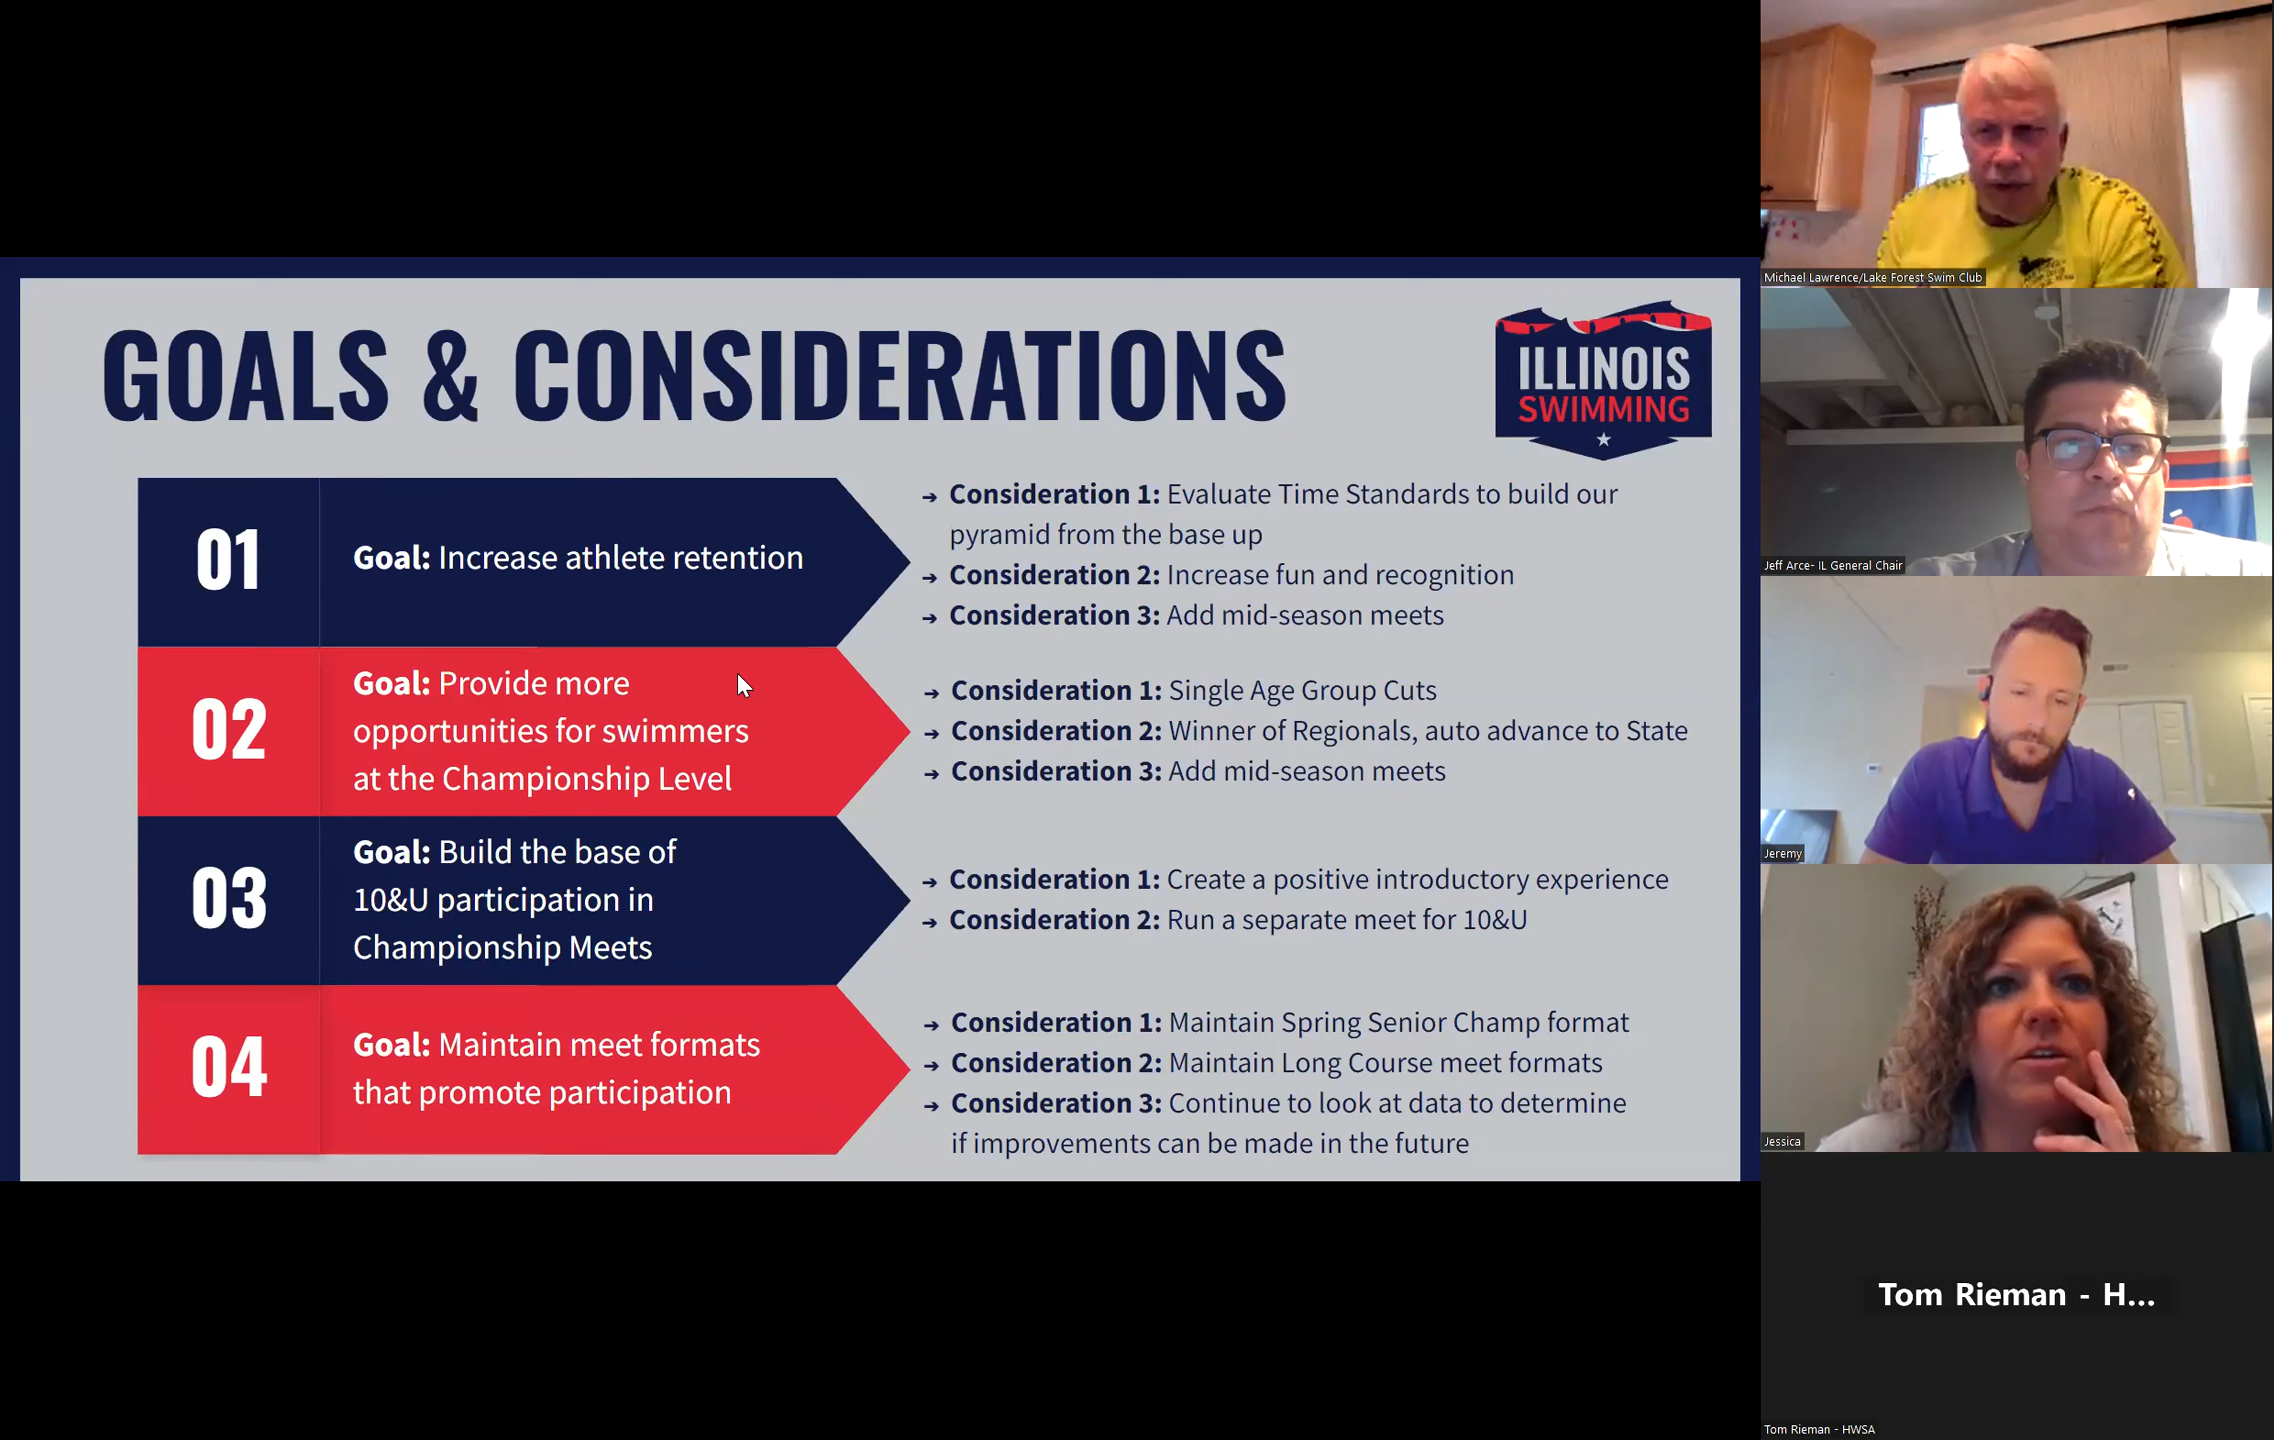 GOALS & CONSIDERATIONS
ILLINOIS
SWIMMING
01
Goal: Increase athlete retention
➔ Consideration 1: Evaluate Time Standards to build our
pyramid from the base up
➔ Consideration 2: Increase fun and recognition
➔ Consideration 3: Add mid-season meets
02
Goal: Provide more
opportunities for swimmers
at the Championship Level
➔ Consideration 1: Single Age Group Cuts
➔ Consideration 2: Winner of Regionals, auto advance to State
➔ Consideration 3: Add mid-season meets
03
Goal: Build the base of
10&U participation in
Championship Meets
➔ Consideration 1: Create a positive introductory experience
➔ Consideration 2: Run a separate meet for 10&U
04
Goal: Maintain meet formats
that promote participation
➔ Consideration 1: Maintain Spring Senior Champ format
➔ Consideration 2: Maintain Long Course meet formats
➔ Consideration 3: Continue to look at data to determine
if improvements can be made in the future
Michael Lawrence/Lake Forest Swim Club
Jeff Arce- IL General Chair
Jeremy
Jessica
Tom Rieman - H...
Tom Rieman - HWSA